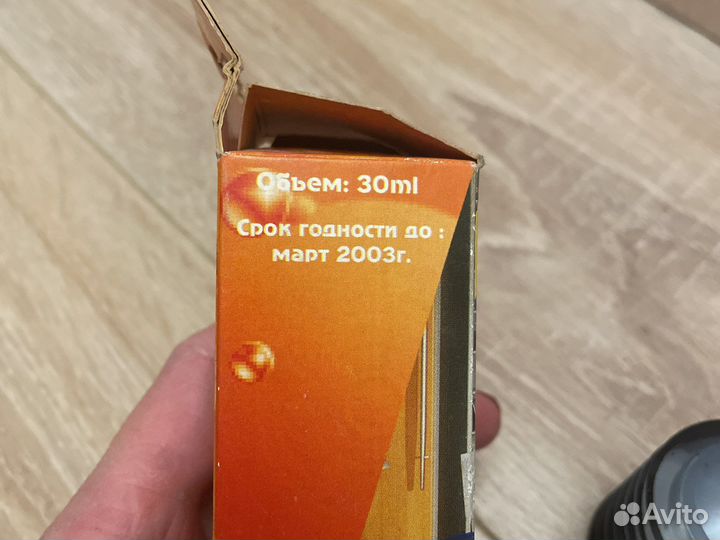 Объем: 30ml
Срок годности до :
март 2003г.
Avito